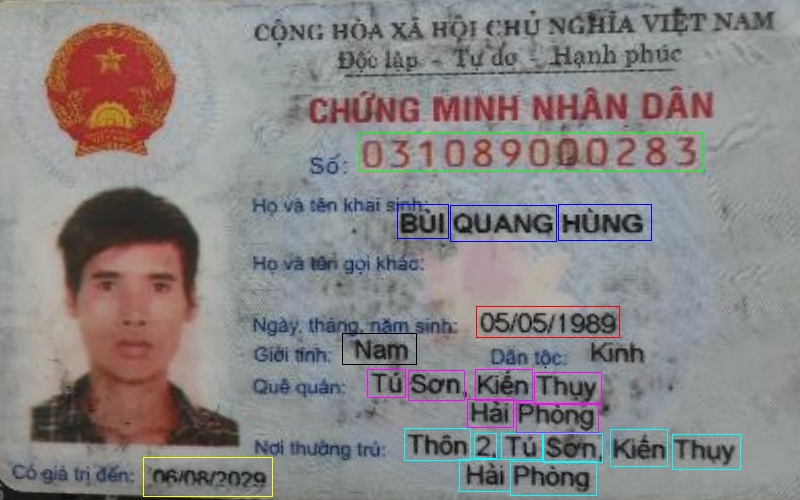 CỘNG HÒA XÃ HỘI CHỦ NGHĨA VIỆT NAM
Độc lập - Tự do - Hạnh phúc
CHỨNG MINH NHÂN DÂN
Số: 031089000283
Họ và tên khai sinh:
BÙI QUANG HÙNG
Họ và tên gọi khác:
Ngày, tháng, năm sinh: 05/05/1989
Giới tính: Nam Dân tộc: Kinh
Quê quán: Tú Sơn, Kiến Thụy
Hải Phòng
Nơi thường trú: Thôn 2, Tú Sơn, Kiến Thụy
Có giá trị đến: 06/08/2029 Hải Phòng